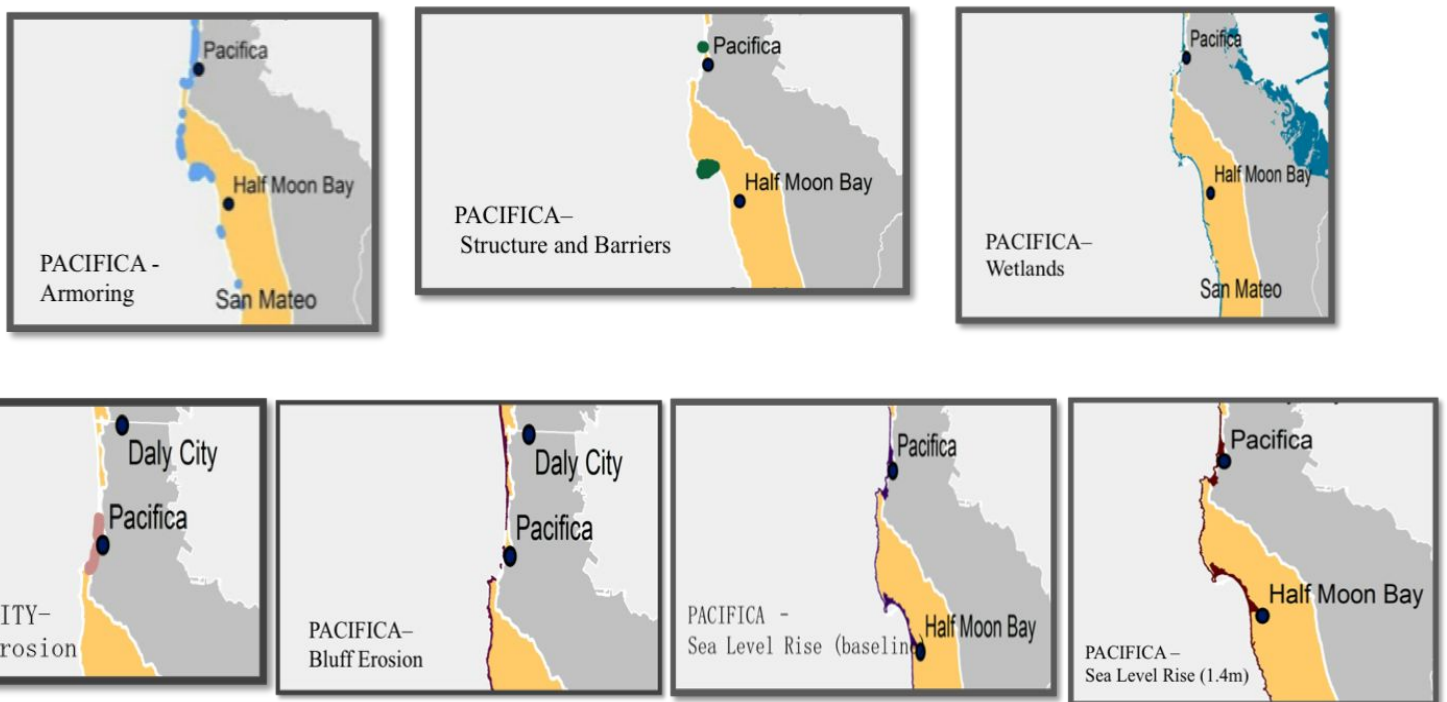 Pacifica
Half Moon Bay
PACIFICA -
Armoring
San Mateo
Pacifica
Half Moon Bay
PACIFICA–
Structure and Barriers
Pacifica
Half Moon Bay
PACIFICA–
Wetlands
San Mateo
Daly City
Pacifica
ITY–
rosion
Daly City
Pacifica
PACIFICA–
Bluff Erosion
Pacifica
PACIFICA -
Sea Level Rise (baselin
Half Moon Bay
Pacifica
Half Moon Bay
PACIFICA –
Sea Level Rise (1.4m)